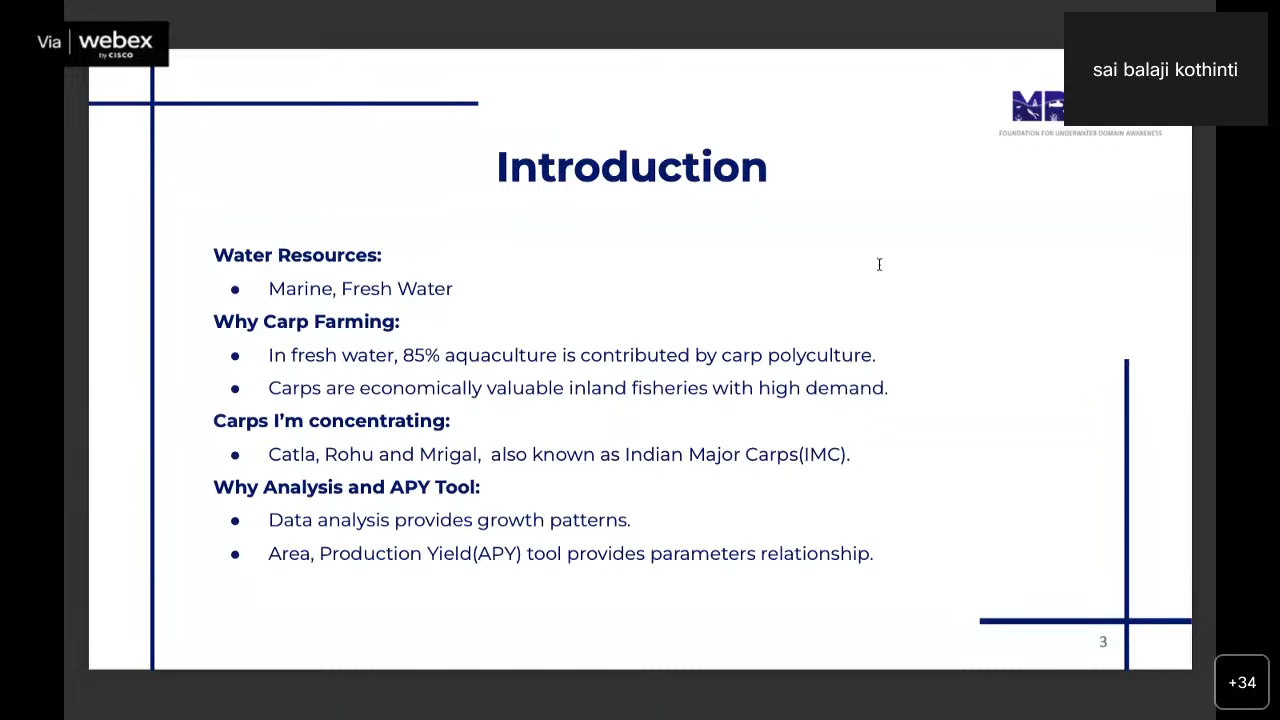 Via webex
by CISCO
sai balaji kothinti
FOUNDATION FOR UNDERWATER DOMAIN AWARENESS
Introduction
Water Resources:
● Marine, Fresh Water
Why Carp Farming:
● In fresh water, 85% aquaculture is contributed by carp polyculture.
● Carps are economically valuable inland fisheries with high demand.
Carps I’m concentrating:
● Catla, Rohu and Mrigal, also known as Indian Major Carps(IMC).
Why Analysis and APY Tool:
● Data analysis provides growth patterns.
● Area, Production Yield(APY) tool provides parameters relationship.
3
+34